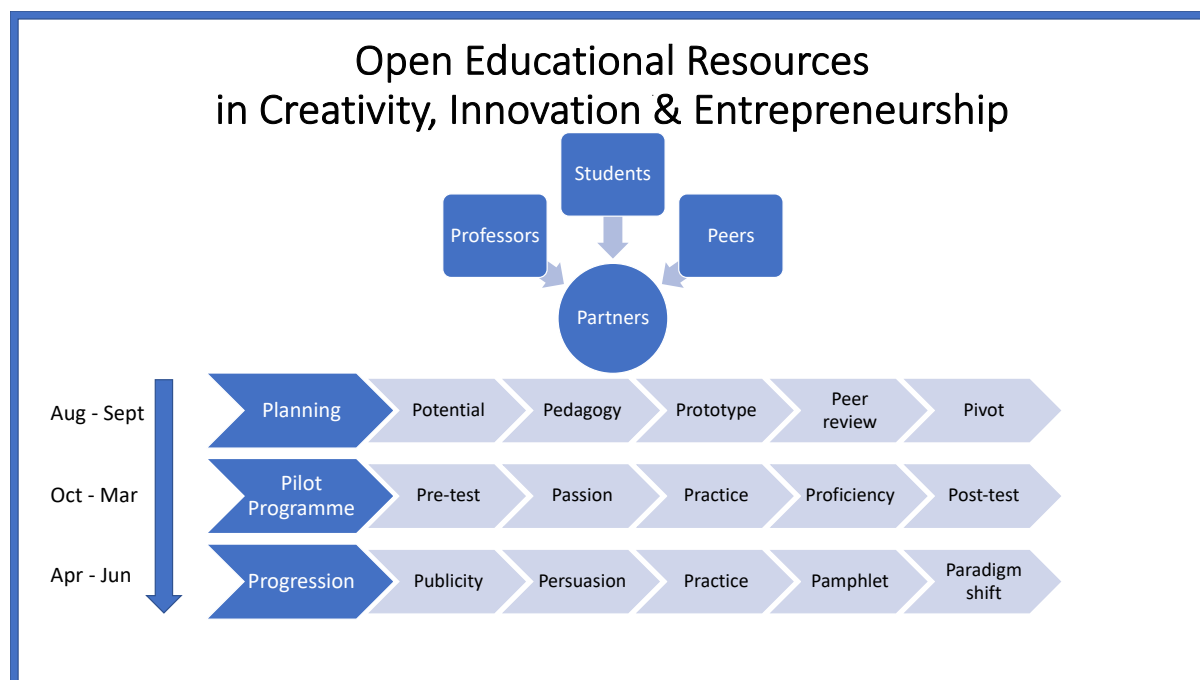 Open Educational Resources
in Creativity, Innovation & Entrepreneurship
Students
Professors
Peers
Partners
Aug - Sept
Planning
Potential
Pedagogy
Prototype
Peer
review
Pivot
Oct - Mar
Pilot
Programme
Pre-test
Passion
Practice
Proficiency
Post-test
Apr - Jun
Progression
Publicity
Persuasion
Practice
Pamphlet
Paradigm
shift